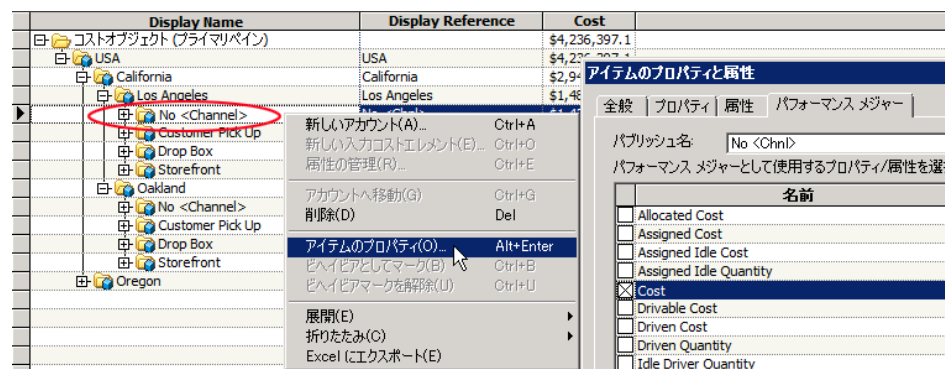 Display Name Display Reference Cost
コストオブジェクト (プライマリペイン) $4,236,397.1
USA USA
California California $2,94
Los Angeles Los Angeles $1,48
No <Channel>
Customer Pick Up
Drop Box
Storefront
Oakland
No <Channel>
Customer Pick Up
Drop Box
Storefront
Oregon
新しいアカウント(A)... Ctrl+A
新しい入力コストエレメント(E)... Ctrl+O
属性の管理(R)... Ctrl+E
アカウントへ移動(G) Ctrl+G
削除(D) Del
アイテムのプロパティ(O)... Alt+Enter
ビヘイビアとしてマーク(B) Ctrl+B
ビヘイビアマークを解除(U) Ctrl+U
展開(E)
折りたたみ(C)
Excel にエクスポート(E)
アイテムのプロパティと属性
全般 プロパティ 属性 パフォーマンス メジャー
パブリッシュ名: No <Chnl>
パフォーマンス メジャーとして使用するプロパティ/属性を選
名前
Allocated Cost
Assigned Cost
Assigned Idle Cost
Assigned Idle Quantity
Cost
Drivable Cost
Driven Cost
Driven Quantity
Idle Driver Quantity